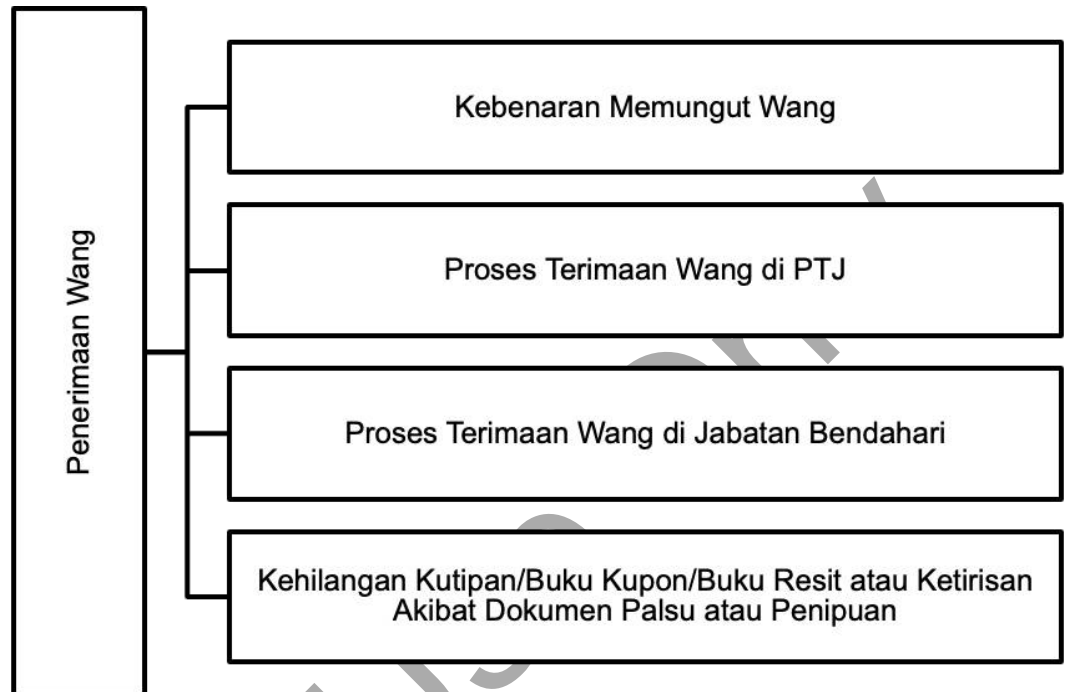 Penerimaan Wang
Kebenaran Memungut Wang
Proses Terimaan Wang di PTJ
Proses Terimaan Wang di Jabatan Bendahari
Kehilangan Kutipan/Buku Kupon/Buku Resit atau Ketirisan
Akibat Dokumen Palsu atau Penipuan